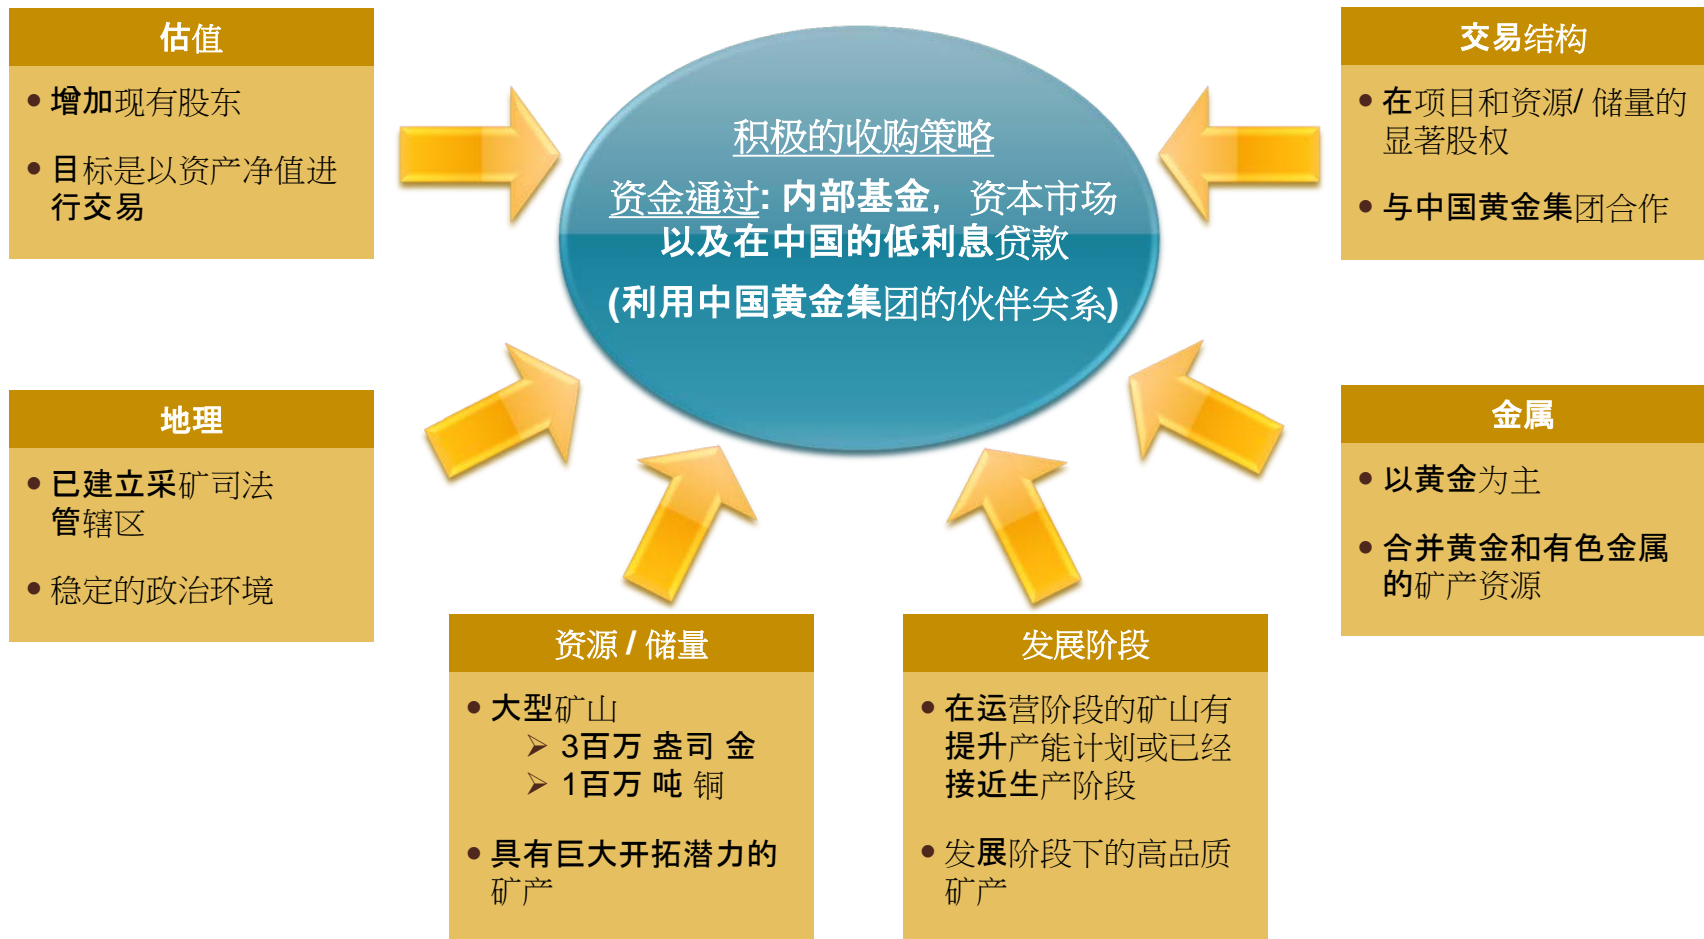 估值
增加现有股东
目标是以资产净值进
行交易
积极的收购策略
资金通过: 内部基金，资本市场
以及在中国的低利息贷款
(利用中国黄金集团的伙伴关系)
交易结构
在项目和资源/ 储量的
显著股权
与中国黄金集团合作
地理
已建立采矿司法
管辖区
稳定的政治环境
金属
以黄金为主
合并黄金和有色金属
的矿产资源
资源 / 储量
大型矿山
3百万 盎司 金
1百万 吨 铜
具有巨大开拓潜力的
矿产
发展阶段
在运营阶段的矿山有
提升产能计划或已经
接近生产阶段
发展阶段下的高品质
矿产